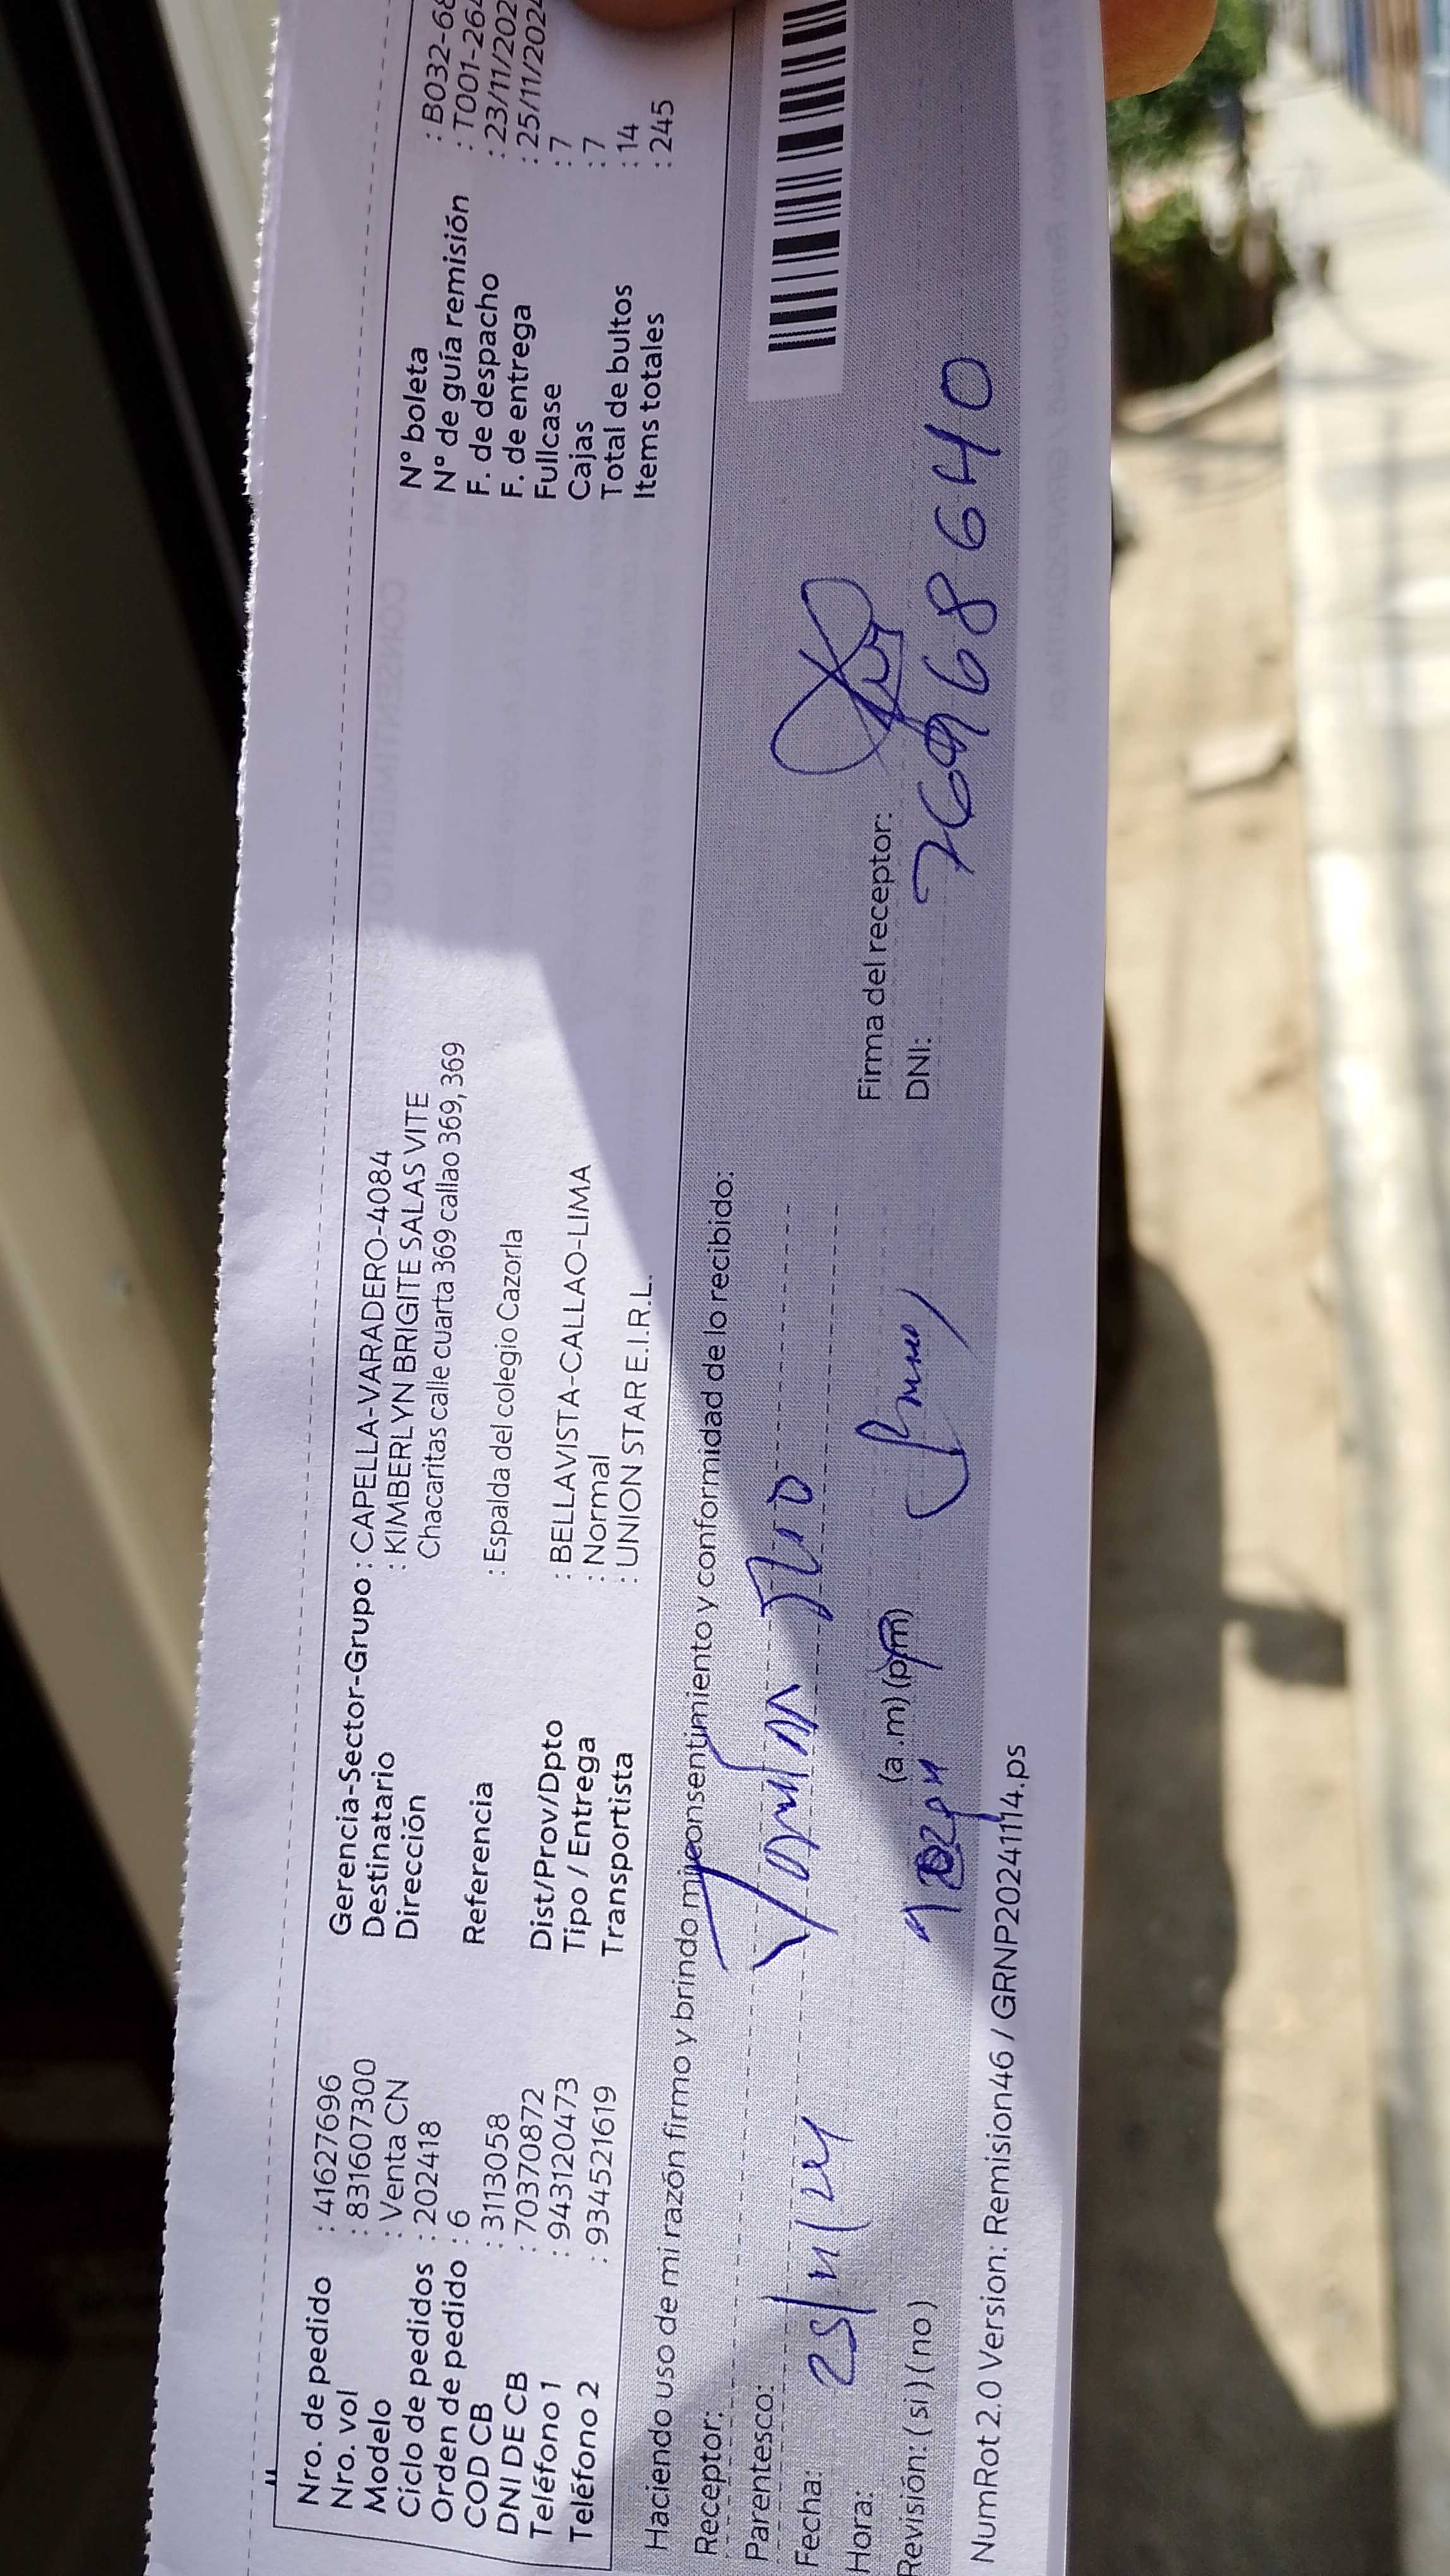 Nro. de pedido : 41627696
Nro. vol : 831607300
Modelo : Venta CN
Ciclo de pedidos : 202418
Orden de pedido : 6
COD CB : 3113058
DNI DE CB : 70370872
Teléfono 1 : 943120473
Teléfono 2 : 934521619
Gerencia-Sector-Grupo : CAPELLA-VARADERO-4084
Destinatario : KIMBERLYN BRIGITE SALAS VITE
Dirección Chacaritas calle cuarta 369 callao 369, 369
Referencia : Espalda del colegio Cazorla
Dist/Prov/Dpto : BELLAVISTA-CALLAO-LIMA
Tipo / Entrega : Normal
Transportista : UNION STAR E.I.R.L.
N° boleta : B032-68
N° de guía remisión : T001-264
F. de despacho : 23/11/202
F. de entrega : 25/11/2024
Fullcase : 7
Cajas : 7
Total de bultos : 14
Items totales : 245
Haciendo uso de mi razón firmo y brindo mi consentimiento y conformidad de lo recibido:
Receptor:
Parentesco:
Fecha: 25/11/24
Hora: (a .m) (pm)
Revisión: ( si ) ( no )
Firma del receptor:
DNI: 76968640
NumRot 2.0 Version: Remision46 / GRNP20241114.ps